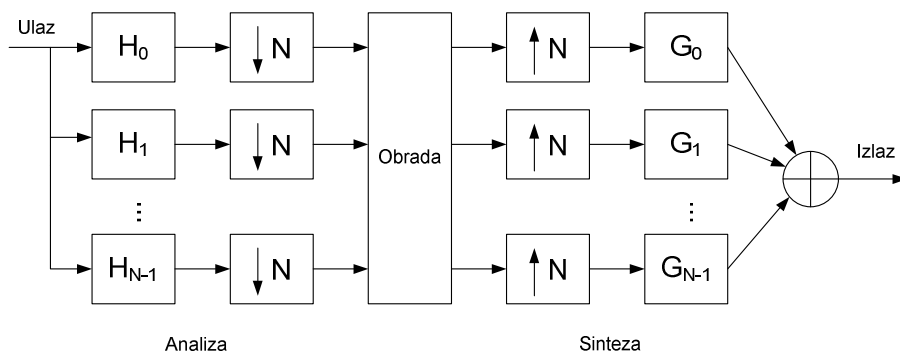 Ulaz
H0 ↓ N ↑ N G0
H1 ↓ N Obrada ↑ N G1 Izlaz
... ...
HN-1 ↓ N ↑ N GN-1
Analiza Sinteza